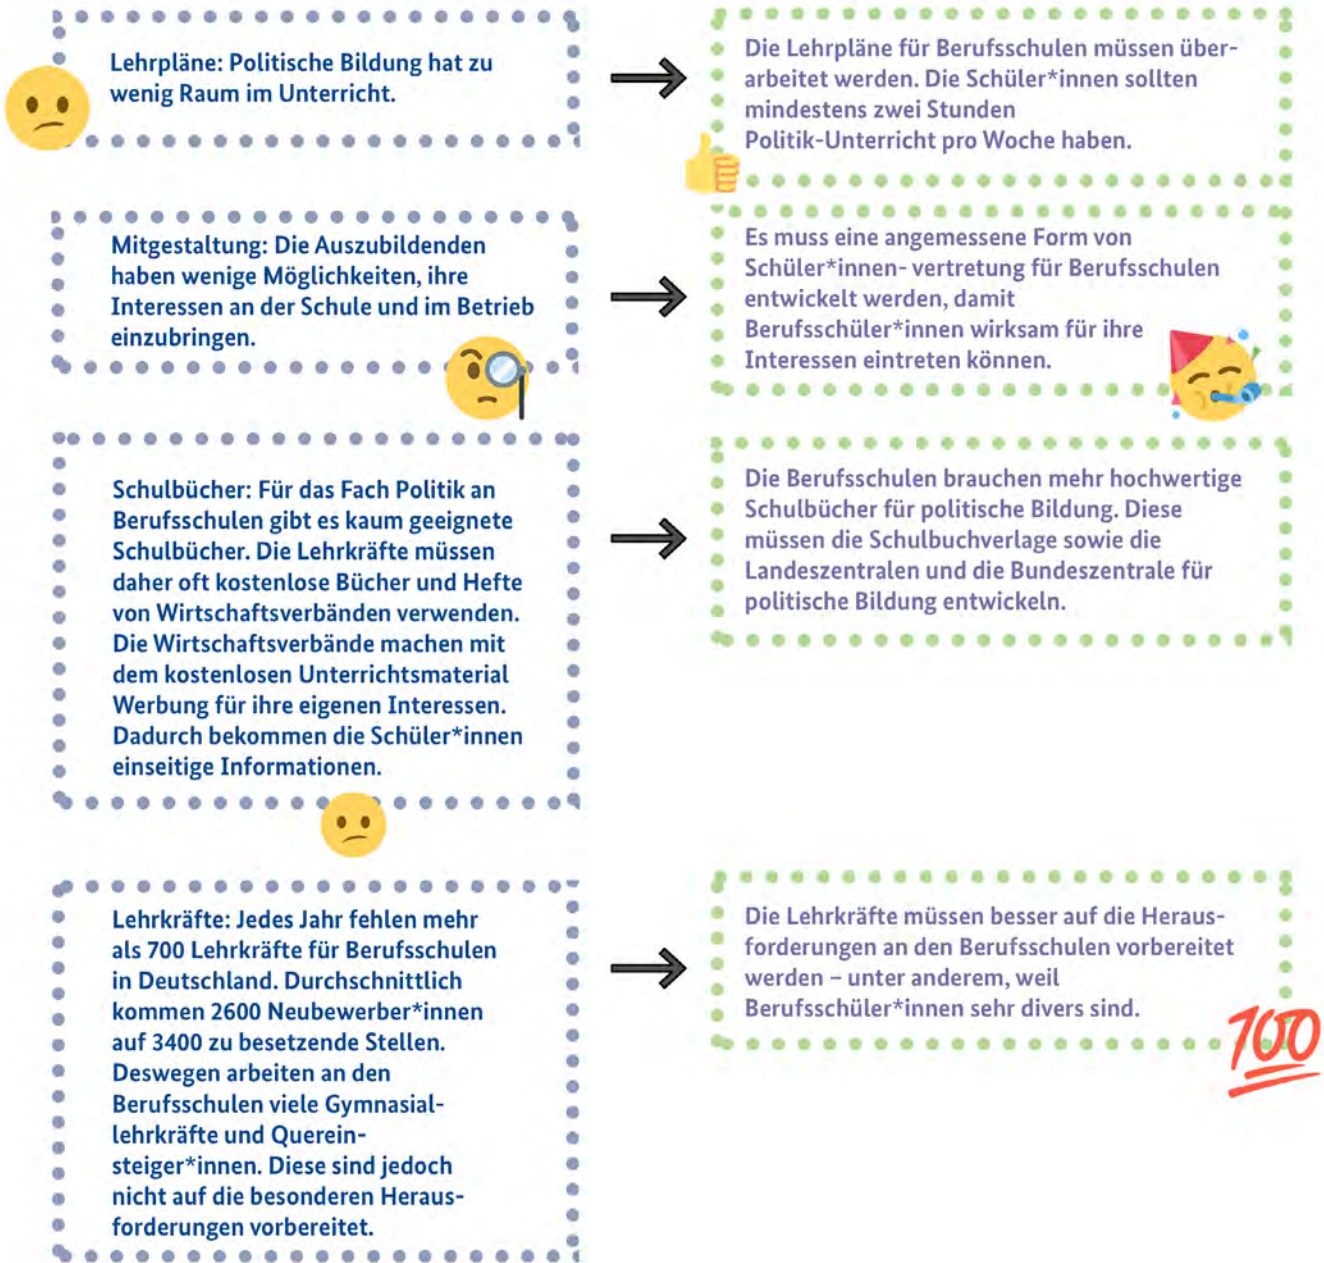 Lehrpläne: Politische Bildung hat zu
wenig Raum im Unterricht.
Die Lehrpläne für Berufsschulen müssen über-
arbeitet werden. Die Schüler*innen sollten
mindestens zwei Stunden
Politik-Unterricht pro Woche haben.
Mitgestaltung: Die Auszubildenden
haben wenige Möglichkeiten, ihre
Interessen an der Schule und im Betrieb
einzubringen.
Es muss eine angemessene Form von
Schüler*innen- vertretung für Berufsschulen
entwickelt werden, damit
Berufsschüler*innen wirksam für ihre
Interessen eintreten können.
Schulbücher: Für das Fach Politik an
Berufsschulen gibt es kaum geeignete
Schulbücher. Die Lehrkräfte müssen
daher oft kostenlose Bücher und Hefte
von Wirtschaftsverbänden verwenden.
Die Wirtschaftsverbände machen mit
dem kostenlosen Unterrichtsmaterial
Werbung für ihre eigenen Interessen.
Dadurch bekommen die Schüler*innen
einseitige Informationen.
Die Berufsschulen brauchen mehr hochwertige
Schulbücher für politische Bildung. Diese
müssen die Schulbuchverlage sowie die
Landeszentralen und die Bundeszentrale für
politische Bildung entwickeln.
Lehrkräfte: Jedes Jahr fehlen mehr
als 700 Lehrkräfte für Berufsschulen
in Deutschland. Durchschnittlich
kommen 2600 Neubewerber*innen
auf 3400 zu besetzende Stellen.
Deswegen arbeiten an den
Berufsschulen viele Gymnasial-
lehrkräfte und Querein-
steiger*innen. Diese sind jedoch
nicht auf die besonderen Heraus-
forderungen vorbereitet.
Die Lehrkräfte müssen besser auf die Heraus-
forderungen an den Berufsschulen vorbereitet
werden – unter anderem, weil
Berufsschüler*innen sehr divers sind.
100